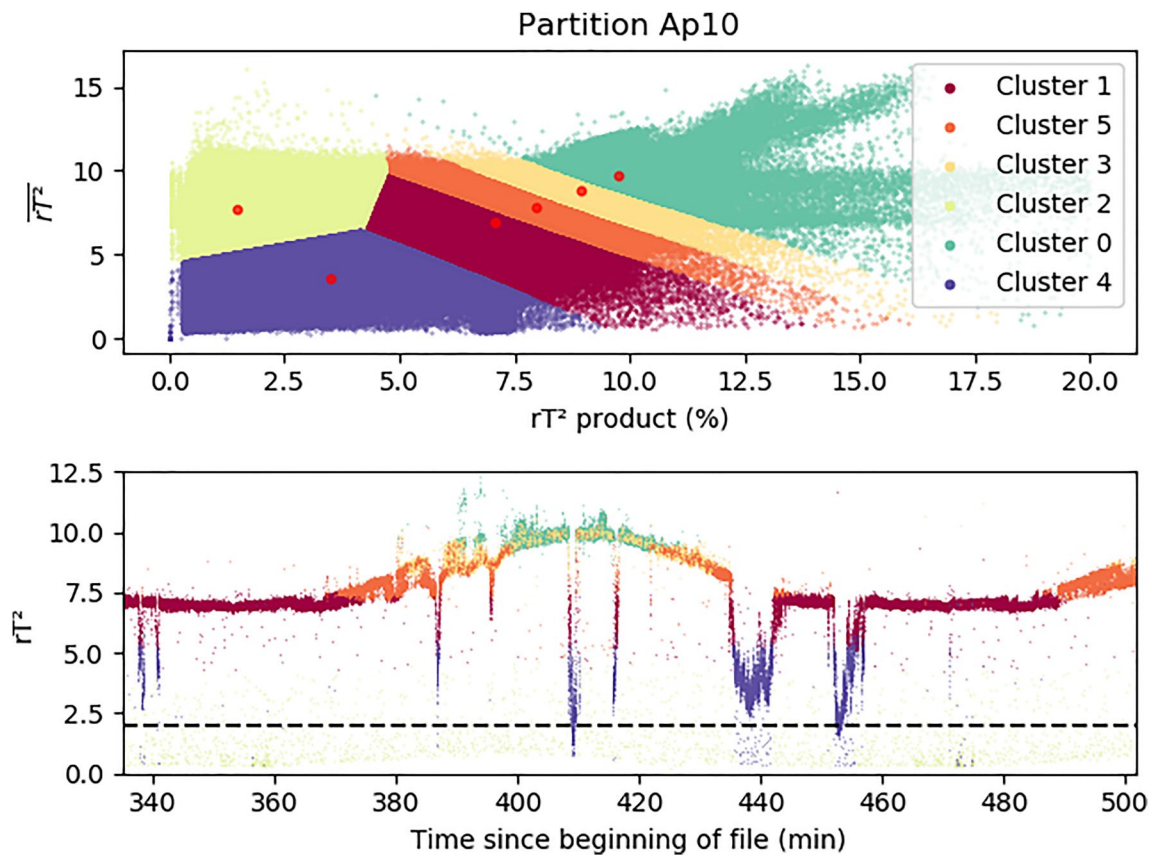 Partition Ap10
15
10
5
0
rT²
0.0 2.5 5.0 7.5 10.0 12.5 15.0 17.5 20.0
rT² product (%)
Cluster 1
Cluster 5
Cluster 3
Cluster 2
Cluster 0
Cluster 4
12.5
10.0
7.5
5.0
2.5
0.0
rT²
340 360 380 400 420 440 460 480 500
Time since beginning of file (min)